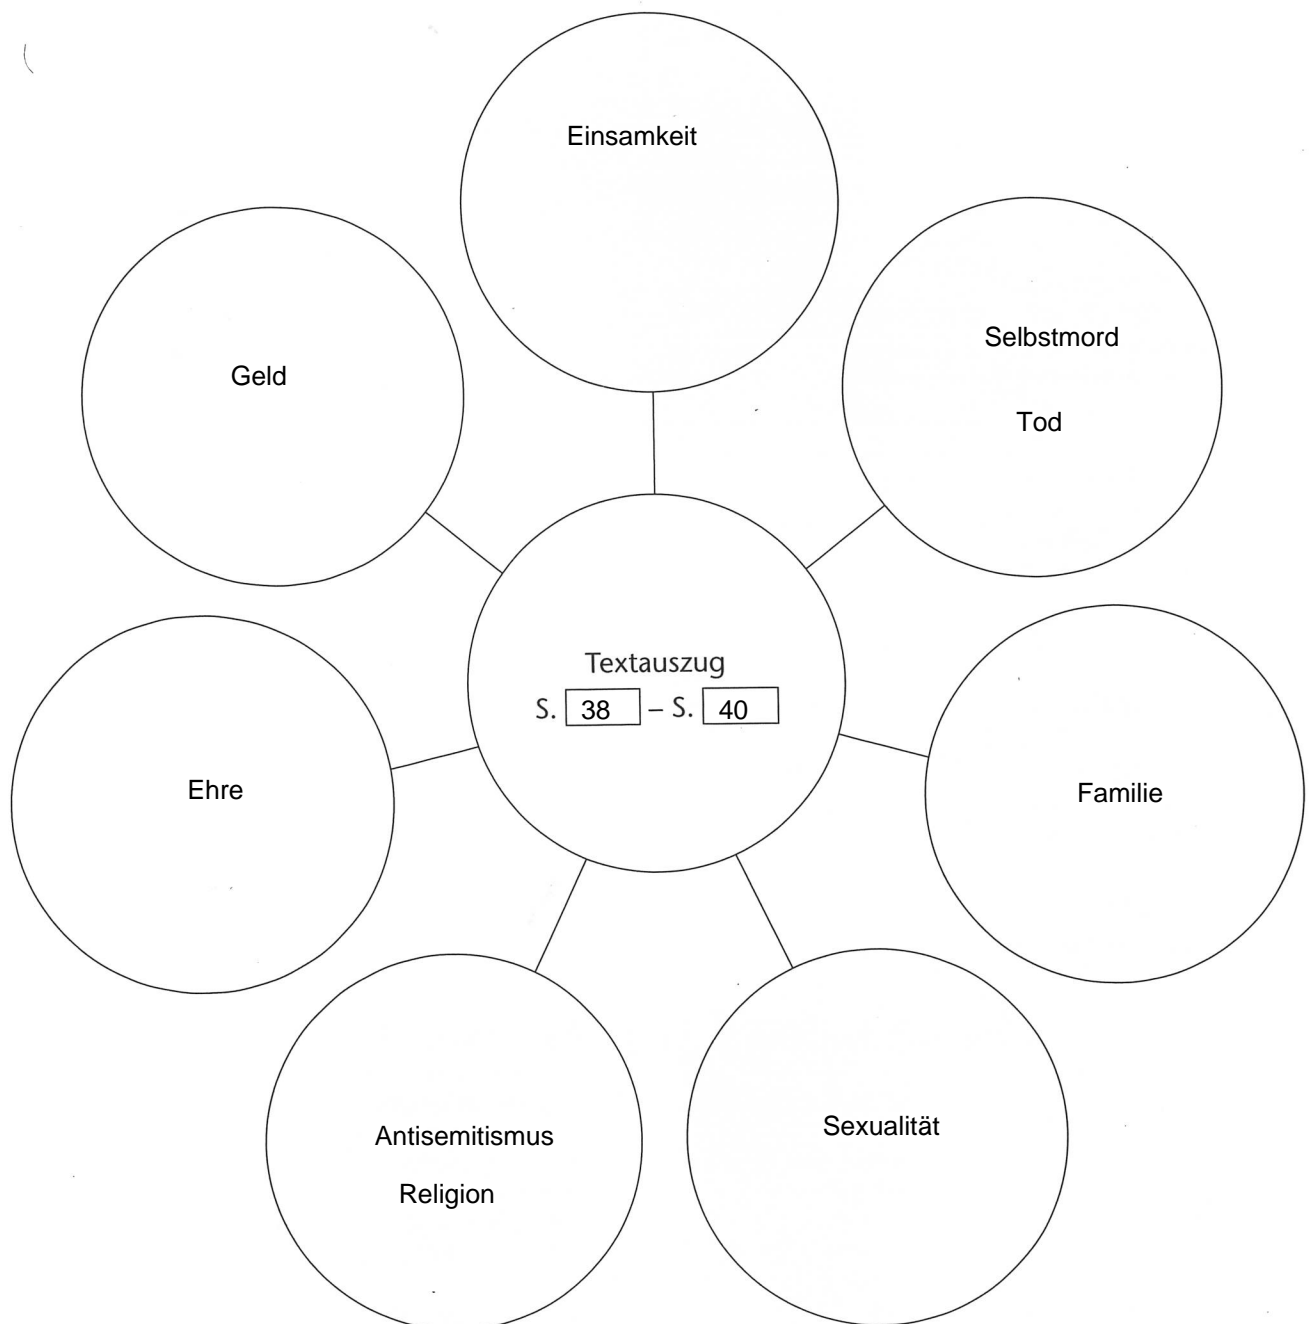 Einsamkeit
Selbstmord
Tod
Geld
Textauszug
S. 38 – S. 40
Ehre
Familie
Antisemitismus
Religion
Sexualität